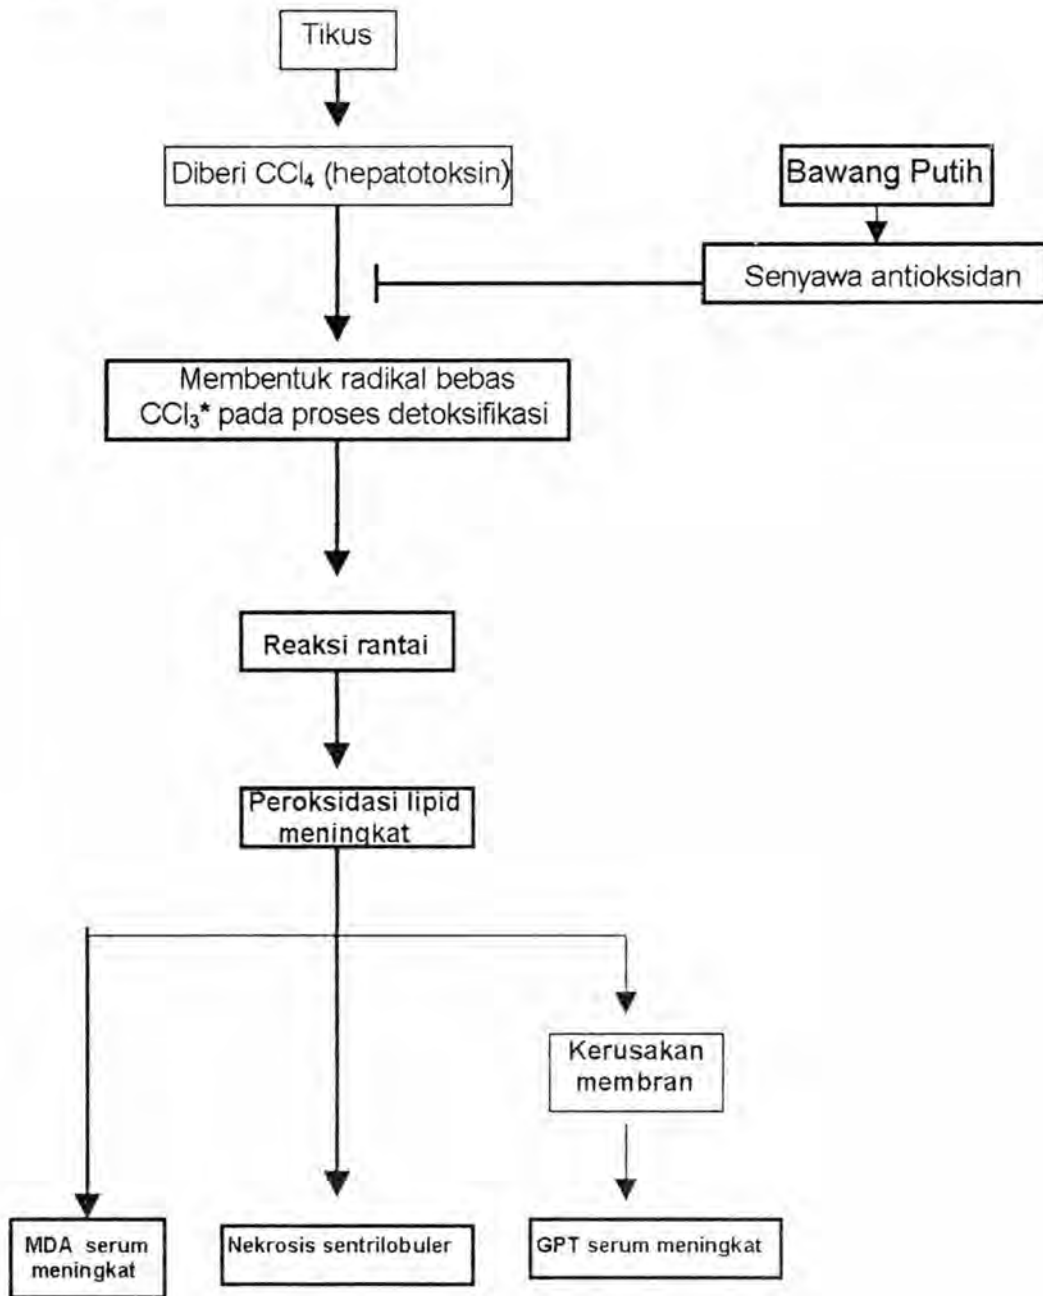 Tikus
Diberi CCl₄ (hepatotoksin)
Bawang Putih
Senyawa antioksidan
Membentuk radikal bebas
CCl₃* pada proses detoksifikasi
Reaksi rantai
Peroksidasi lipid
meningkat
Kerusakan
membran
MDA serum
meningkat
Nekrosis sentrilobuler
GPT serum meningkat